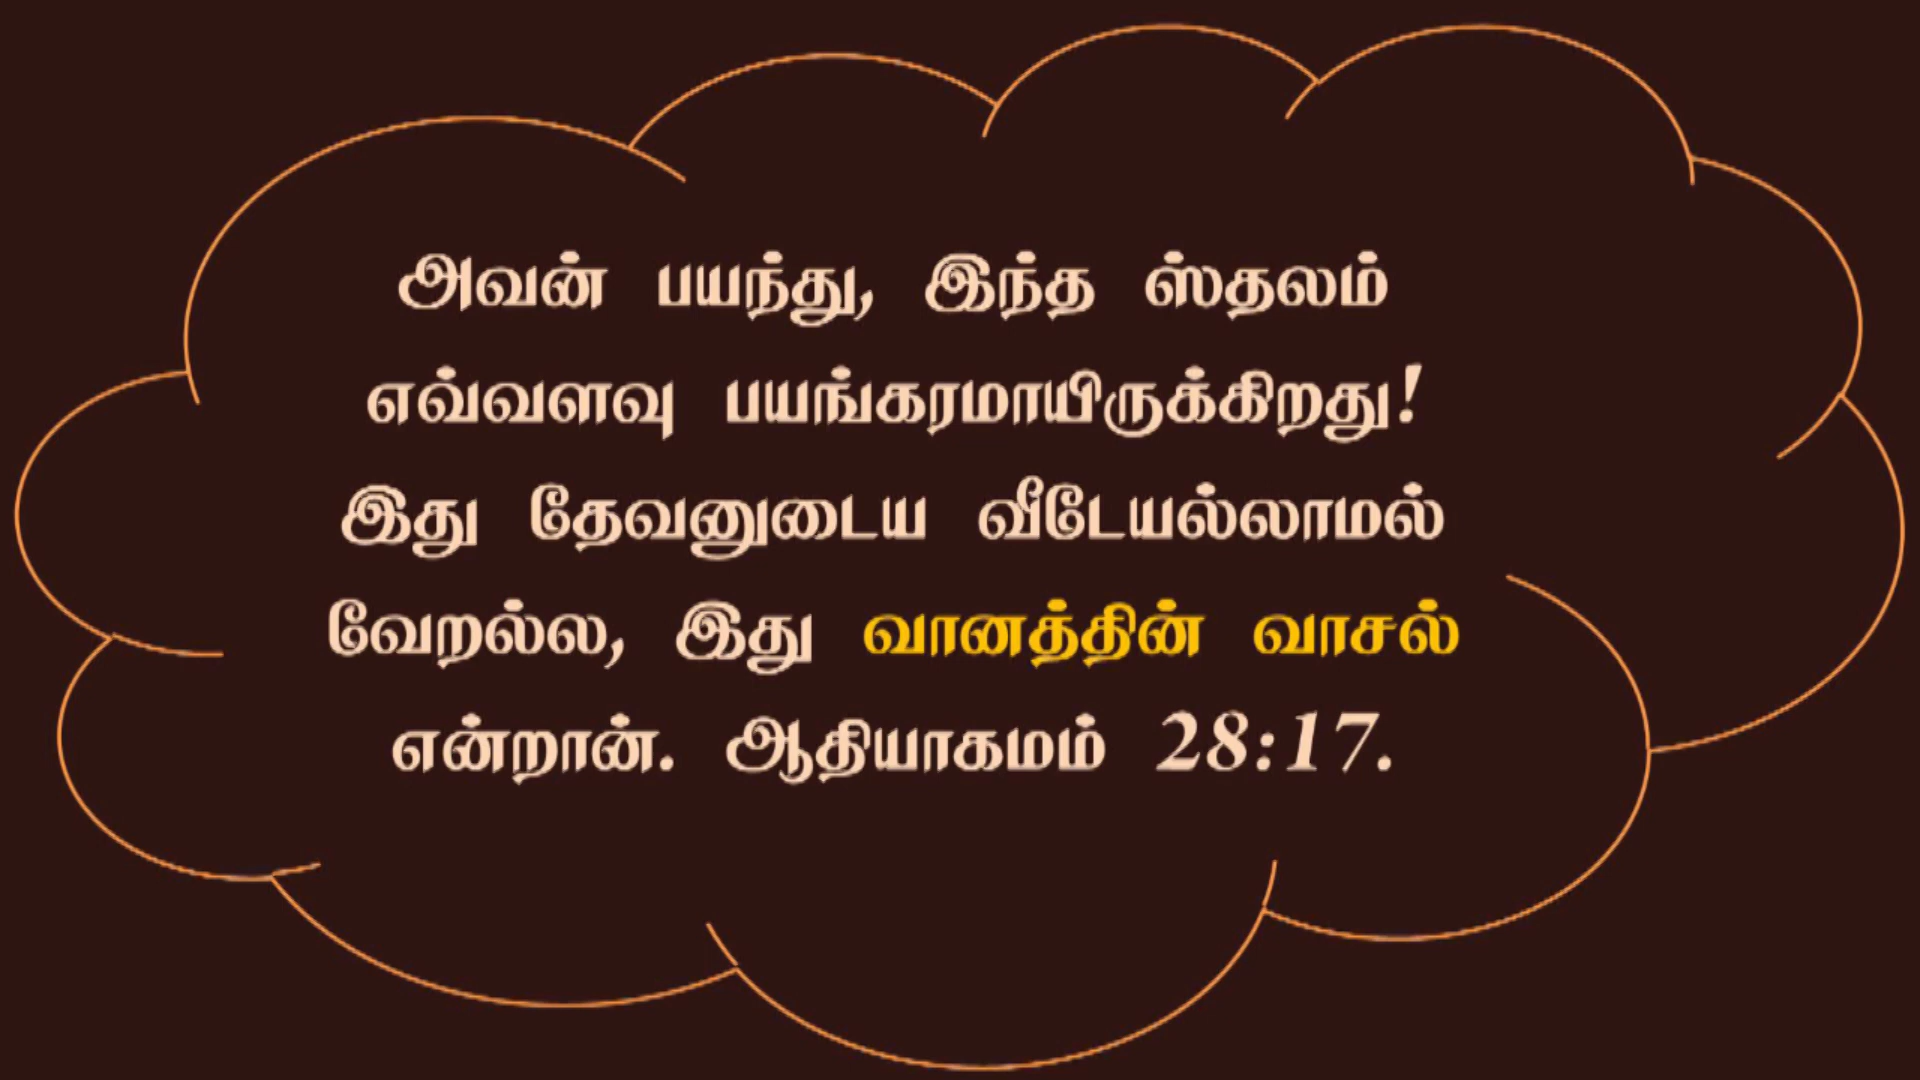 அவன் பயந்து, இந்த ஸ்தலம்
எவ்வளவு பயங்கரமாயிருக்கிறது!
இது தேவனுடைய வீடேயல்லாமல்
வேறல்ல, இது வானத்தின் வாசல்
என்றான். ஆதியாகமம் 28:17.